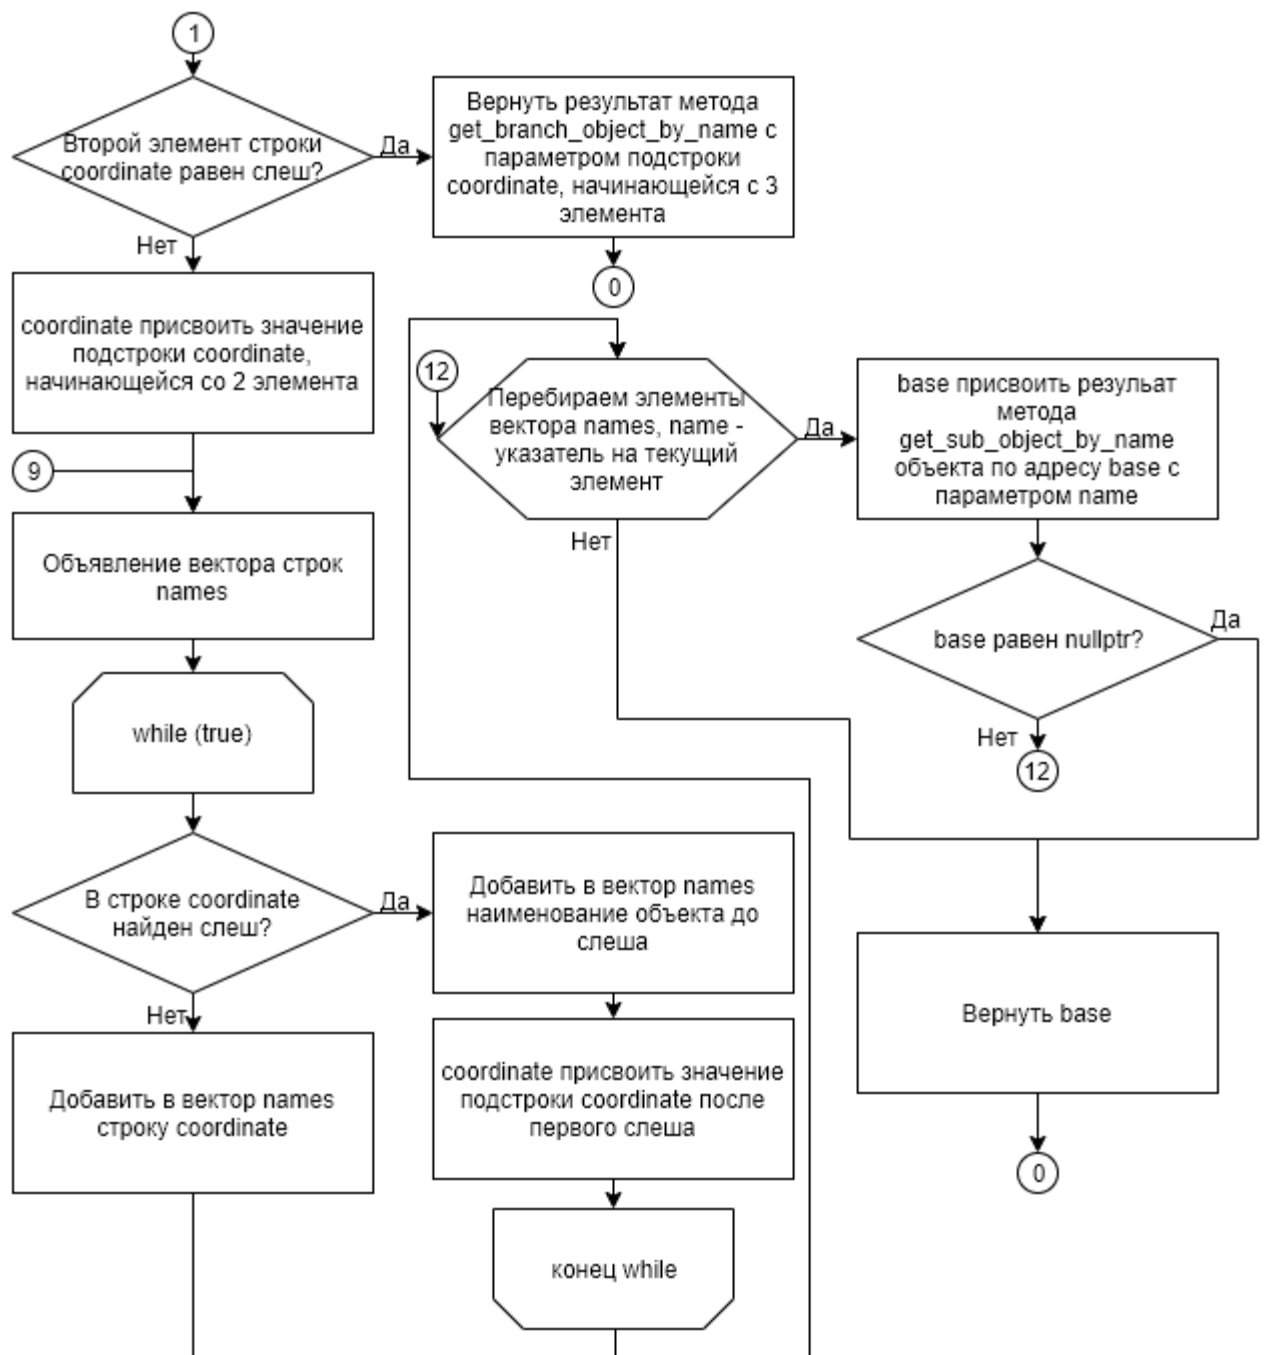 1
Второй элемент строки
coordinate равен слеш?
Да
Вернуть результат метода
get_branch_object_by_name с
параметром подстроки
coordinate, начинающейся с 3
элемента
Нет
0
coordinate присвоить значение
подстроки coordinate,
начинающейся со 2 элемента
9
Объявление вектора строк
names
while (true)
В строке coordinate
найден слеш?
Да
Добавить в вектор names
наименование объекта до
слеша
Нет
Добавить в вектор names
строку coordinate
coordinate присвоить значение
подстроки coordinate после
первого слеша
конец while
12
Перебираем элементы
вектора names, name -
указатель на текущий
элемент
Да
Нет
base присвоить резульат
метода
get_sub_object_by_name
объекта по адресу base с
параметром name
base равен nullptr?
Да
Нет
12
Вернуть base
0